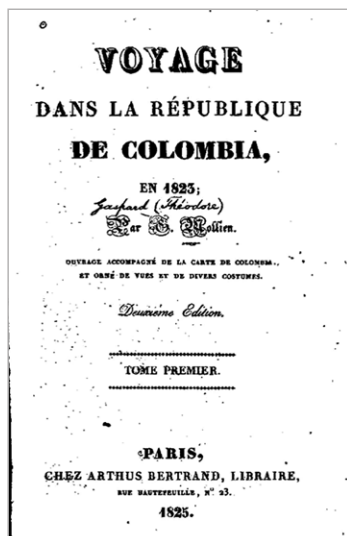 VOYAGE
DANS LA RÉPUBLIQUE
DE COLOMBIA,
EN 1823;
Gaspard (Théodore)
Par G. Mollien.
OUVRAGE ACCOMPAGNÉ DE LA CARTE DE COLOMBIA,
ET ORNÉ DE VUES ET DE DIVERS COSTUMES.
Deuxième Édition.
TOME PREMIER.
PARIS,
CHEZ ARTHUS BERTRAND, LIBRAIRE,
RUE HAUTEFEUILLE, N° 23.
1825.